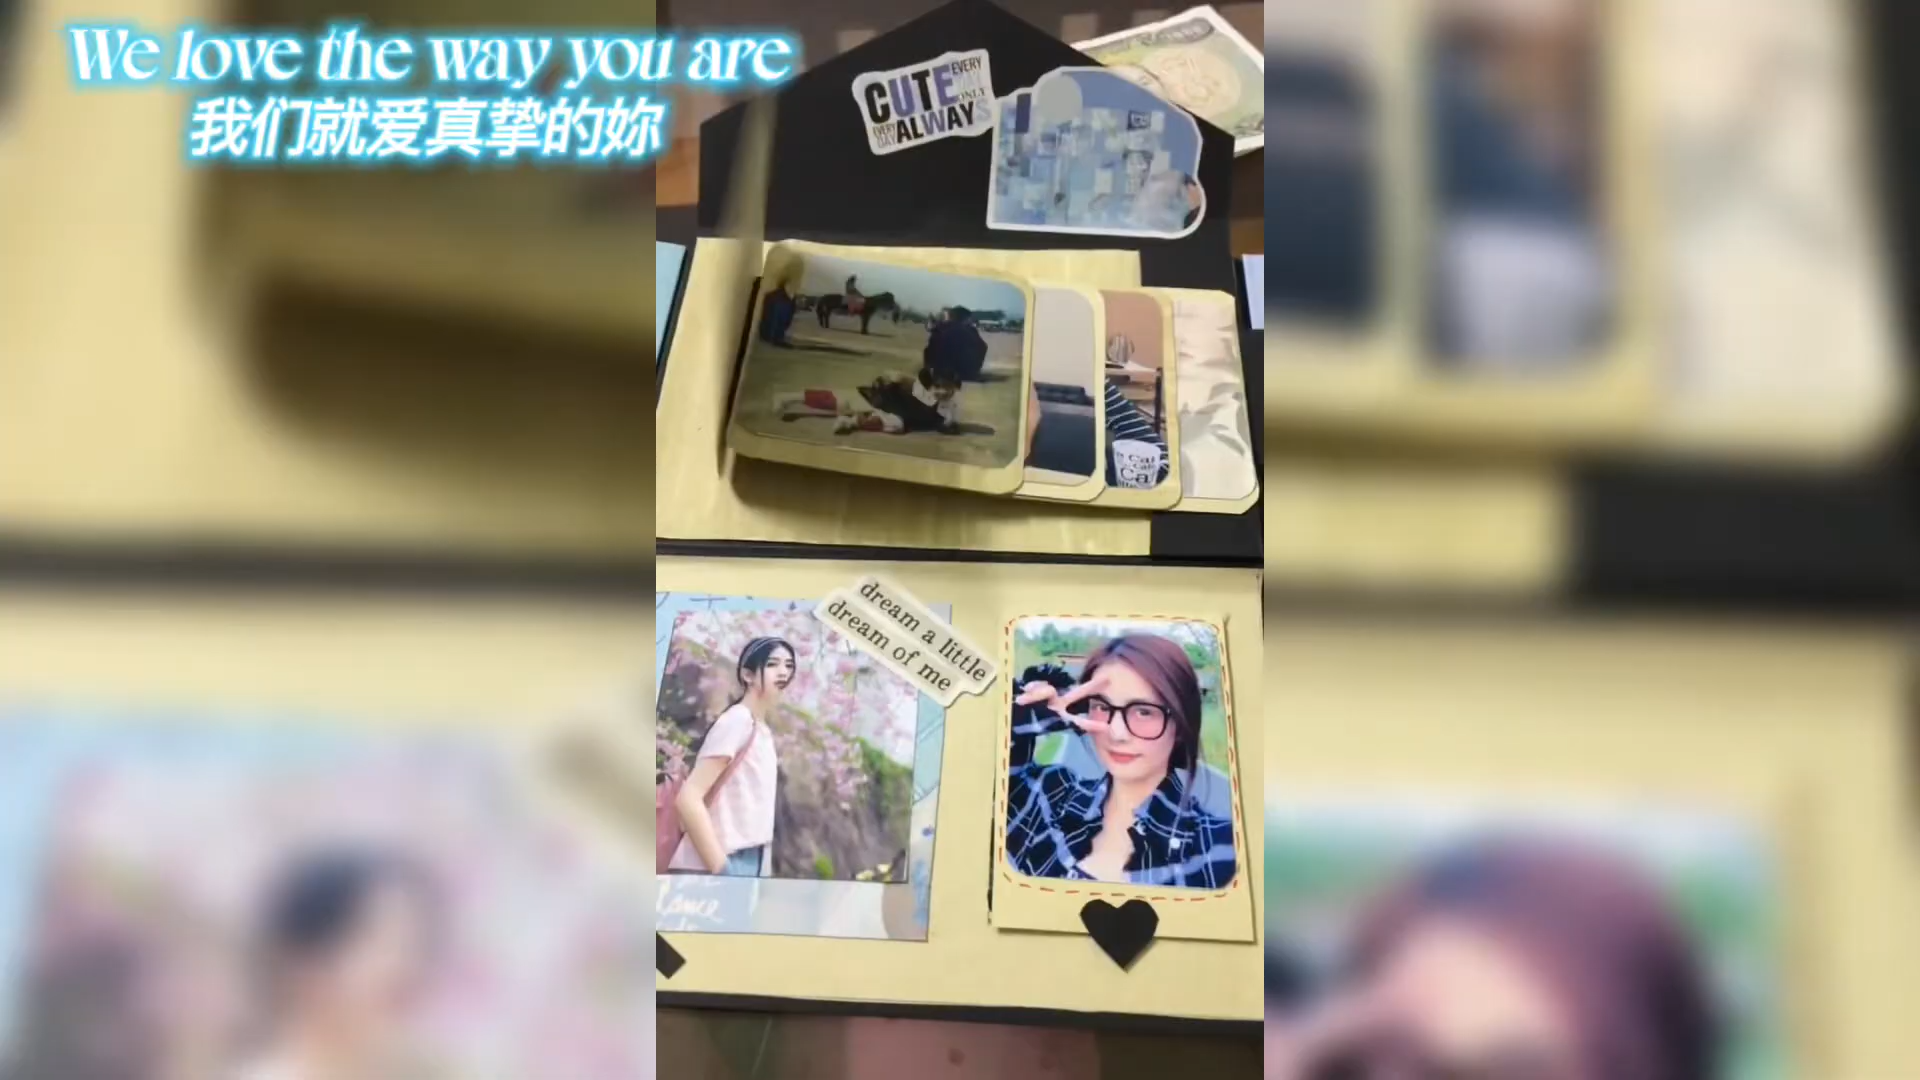 We love the way you are
我们就爱真挚的妳
CUTE EVERY
ONLY
EVERY DAY ALWAYS
dream a little
dream of me